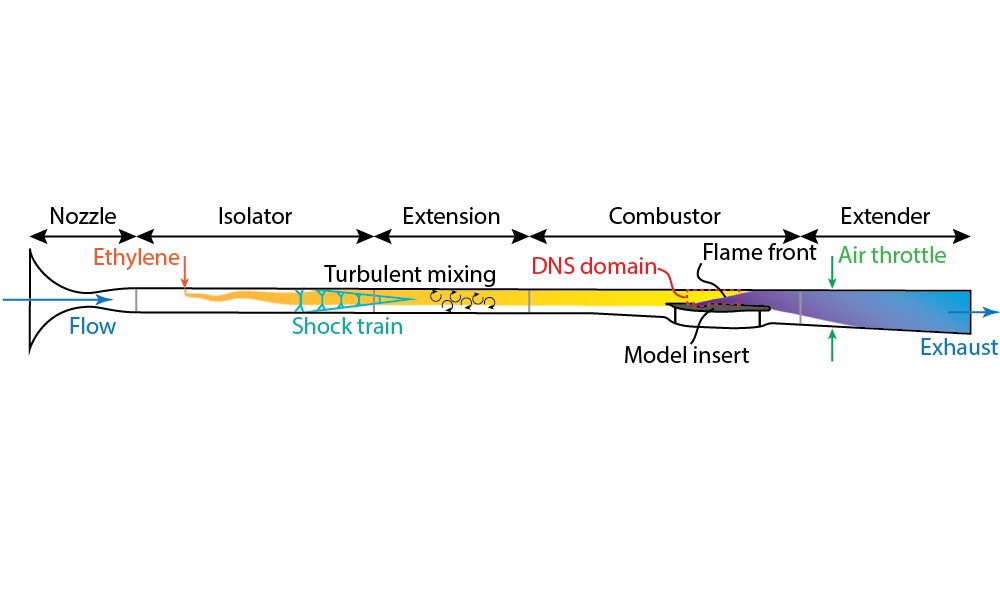 Nozzle
Isolator
Extension
Combustor
Extender
Ethylene
Turbulent mixing
DNS domain
Flame front
Air throttle
Flow
Shock train
Model insert
Exhaust